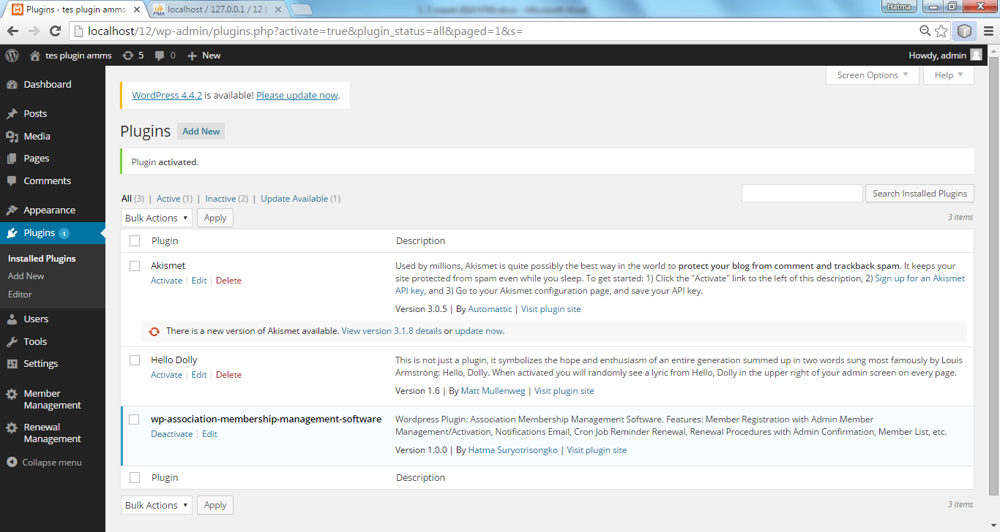 Plugins ‹ tes plugin amms
localhost / 127.0.0.1 / 12 |
Hatma
localhost/12/wp-admin/plugins.php?activate=true&plugin_status=all&paged=1&s=
tes plugin amms 5 0 + New Howdy, admin
Screen Options Help
Dashboard
Posts
Media
Pages
Comments
Appearance
Plugins 1
Installed Plugins
Add New
Editor
Users
Tools
Settings
Member
Management
Renewal
Management
Collapse menu
WordPress 4.4.2 is available! Please update now.
Plugins Add New
Plugin activated.
All (3) | Active (1) | Inactive (2) | Update Available (1)
Search Installed Plugins
Bulk Actions Apply
3 items
Plugin Description
Akismet
Activate | Edit | Delete
Used by millions, Akismet is quite possibly the best way in the world to protect your blog from comment and trackback spam. It keeps your
site protected from spam even while you sleep. To get started: 1) Click the "Activate" link to the left of this description, 2) Sign up for an Akismet
API key, and 3) Go to your Akismet configuration page, and save your API key.
Version 3.0.5 | By Automattic | Visit plugin site
There is a new version of Akismet available. View version 3.1.8 details or update now.
Hello Dolly
Activate | Edit | Delete
This is not just a plugin, it symbolizes the hope and enthusiasm of an entire generation summed up in two words sung most famously by Louis
Armstrong: Hello, Dolly. When activated you will randomly see a lyric from Hello, Dolly in the upper right of your admin screen on every page.
Version 1.6 | By Matt Mullenweg | Visit plugin site
wp-association-membership-management-software
Deactivate | Edit
Wordpress Plugin: Association Membership Management Software. Features: Member Registration with Admin Member
Management/Activation, Notifications Email, Cron Job Reminder Renewal, Renewal Procedures with Admin Confirmation, Member List, etc.
Version 1.0.0 | By Hatma Suryotrisongko | Visit plugin site
Plugin Description
Bulk Actions Apply
3 items